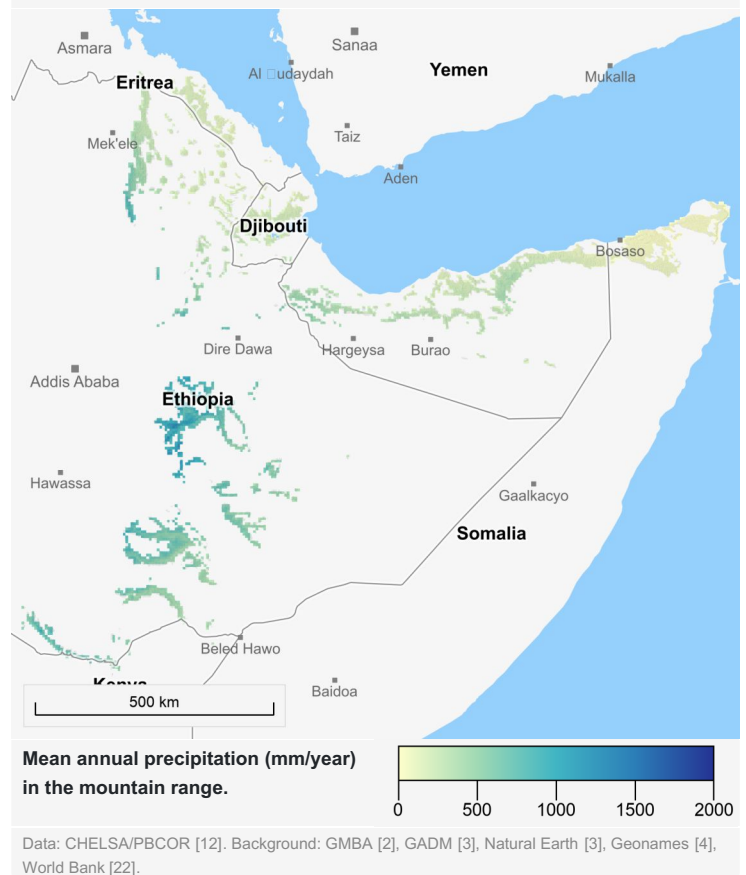 Asmara
Sanaa
Eritrea
Al □udaydah
Yemen
Mukalla
Mek'ele
Taiz
Aden
Djibouti
Bosaso
Dire Dawa
Hargeysa
Burao
Addis Ababa
Ethiopia
Hawassa
Gaalkacyo
Somalia
Beled Hawo
Kenya
Baidoa
500 km
Mean annual precipitation (mm/year)
in the mountain range.
0 500 1000 1500 2000
Data: CHELSA/PBCOR [12]. Background: GMBA [2], GADM [3], Natural Earth [3], Geonames [4],
World Bank [22].